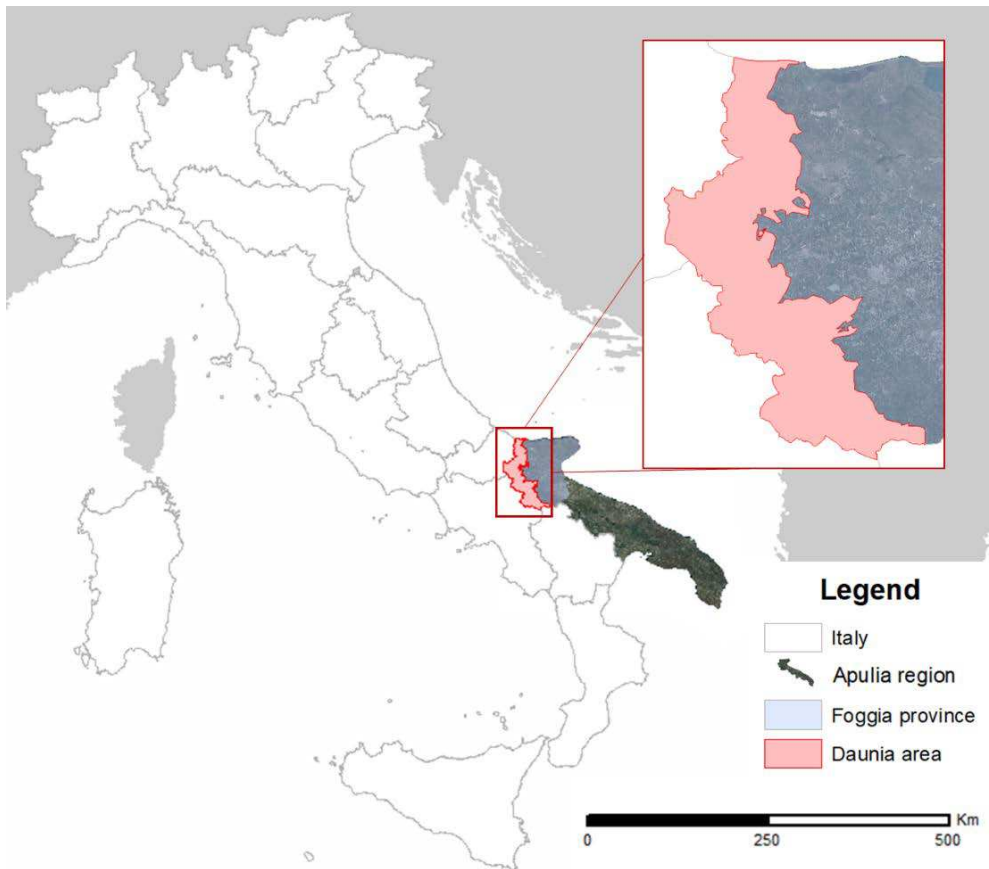 Legend
Italy
Apulia region
Foggia province
Daunia area
Km
0 250 500